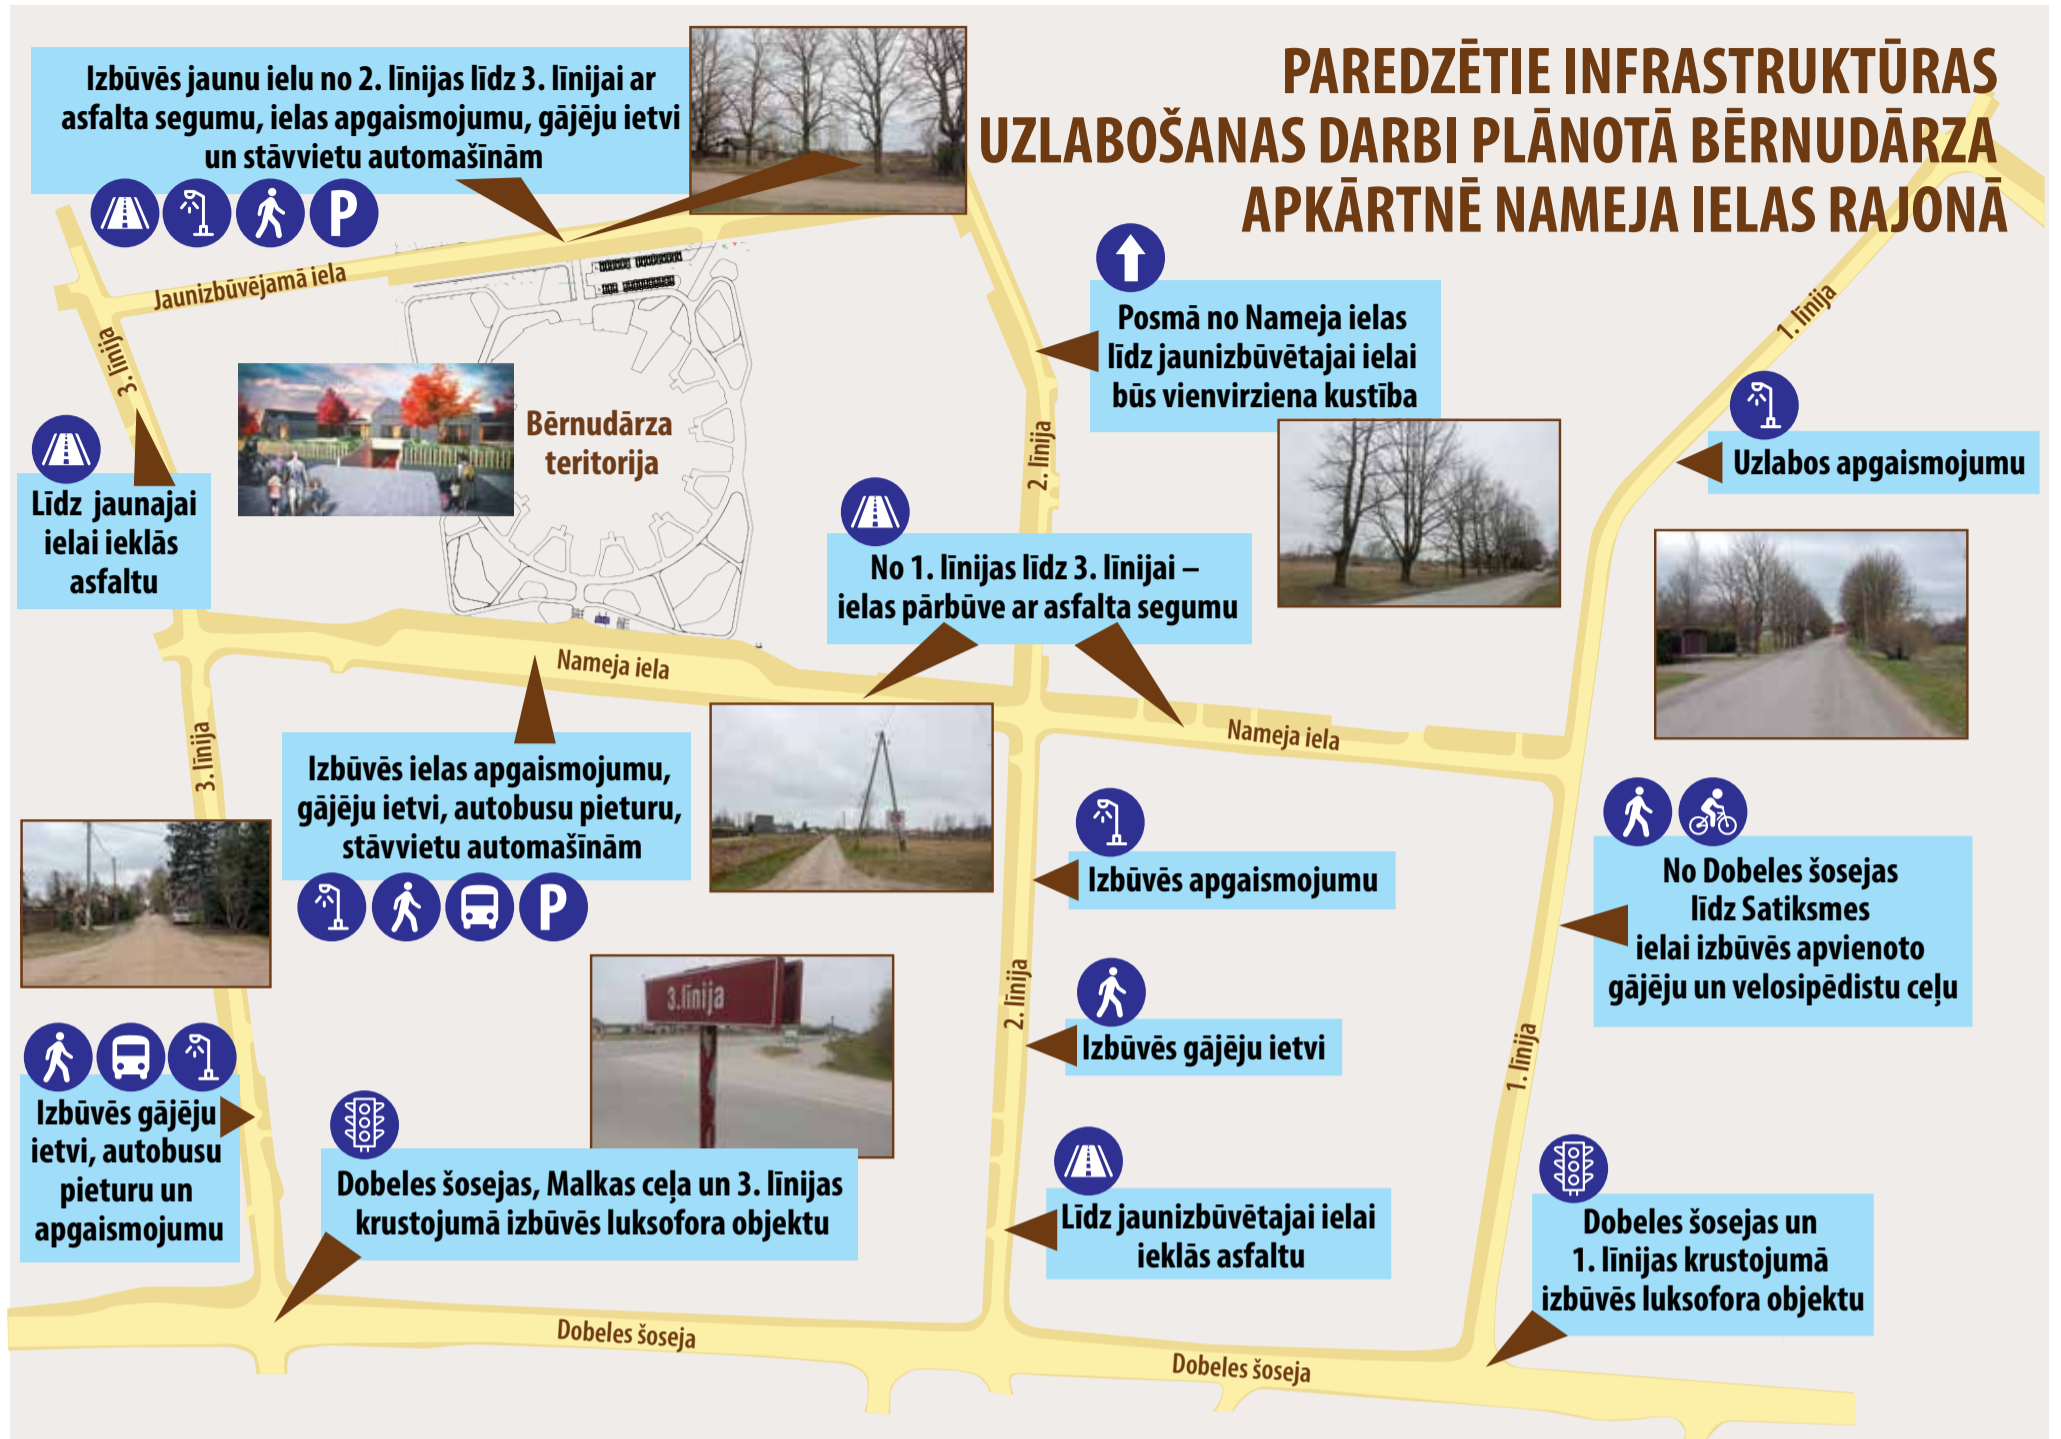 PAREDZĒTIE INFRASTRUKTŪRAS
UZLABOŠANAS DARBI PLĀNOTĀ BĒRNUDĀRZA
APKĀRTNĒ NAMEJA IELAS RAJONĀ
Izbūvēs jaunu ielu no 2. līnijas līdz 3. līnijai ar
asfalta segumu, ielas apgaismojumu, gājēju ietvi
un stāvvietu automašīnām
P
Jaunizbūvējamā iela
3. līnija
Posmā no Nameja ielas
līdz jaunizbūvētajai ielai
būs vienvirziena kustība
1. līnija
Uzlabos apgaismojumu
Bērnudārza
teritorija
2. līnija
Līdz jaunajai
ielai ieklās
asfaltu
No 1. līnijas līdz 3. līnijai –
ielas pārbūve ar asfalta segumu
Nameja iela
Nameja iela
3. līnija
Izbūvēs ielas apgaismojumu,
gājēju ietvi, autobusu pieturu,
stāvvietu automašīnām
P
Izbūvēs apgaismojumu
No Dobeles šosejas
līdz Satiksmes
ielai izbūvēs apvienoto
gājēju un velosipēdistu ceļu
3.līnija
2. līnija
Izbūvēs gājēju ietvi
1. līnija
Izbūvēs gājēju
ietvi, autobusu
pieturu un
apgaismojumu
Dobeles šosejas, Malkas ceļa un 3. līnijas
krustojumā izbūvēs luksofora objektu
Līdz jaunizbūvētajai ielai
ieklās asfaltu
Dobeles šosejas un
1. līnijas krustojumā
izbūvēs luksofora objektu
Dobeles šoseja
Dobeles šoseja